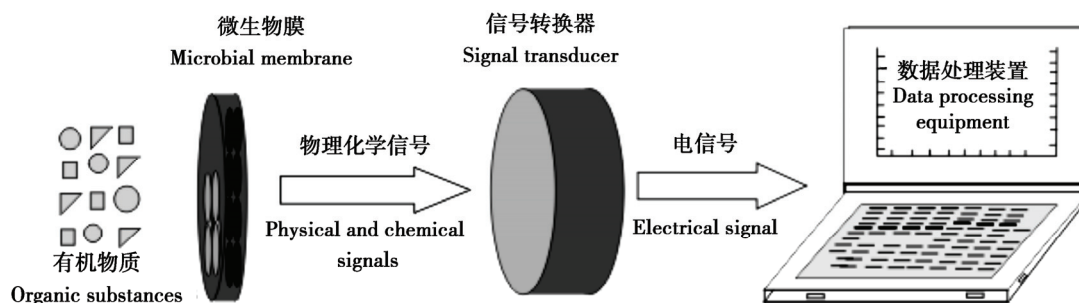 微生物膜
Microbial membrane
信号转换器
Signal transducer
数据处理装置
Data processing
equipment
物理化学信号
Physical and chemical
signals
电信号
Electrical signal
有机物质
Organic substances